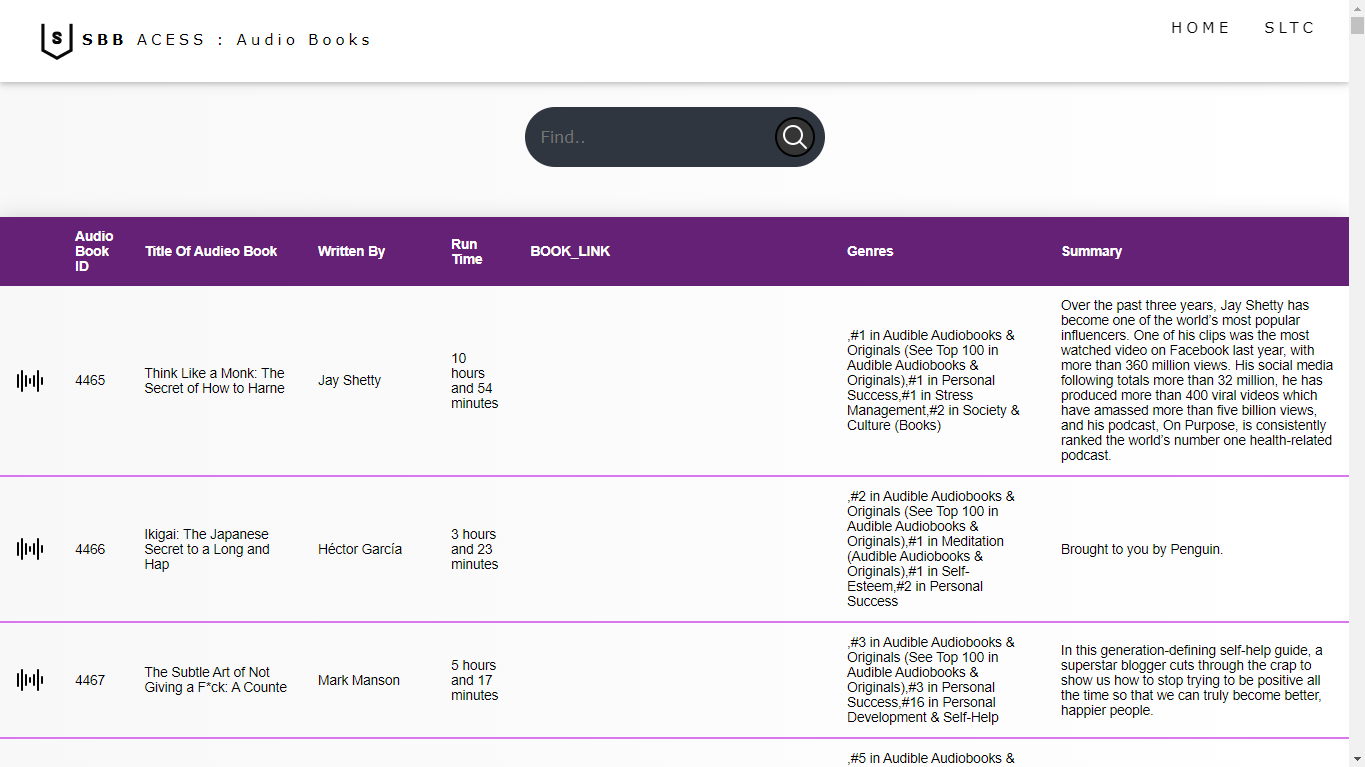 S SBB ACESS : Audio Books
HOME SLTC
Find..
Audio
Book
ID
Title Of Audieo Book
Written By
Run
Time
BOOK_LINK
Genres
Summary
4465
Think Like a Monk: The
Secret of How to Harne
Jay Shetty
10
hours
and 54
minutes
,#1 in Audible Audiobooks &
Originals (See Top 100 in
Audible Audiobooks &
Originals),#1 in Personal
Success,#1 in Stress
Management,#2 in Society &
Culture (Books)
Over the past three years, Jay Shetty has
become one of the world’s most popular
influencers. One of his clips was the most
watched video on Facebook last year, with
more than 360 million views. His social media
following totals more than 32 million, he has
produced more than 400 viral videos which
have amassed more than five billion views,
and his podcast, On Purpose, is consistently
ranked the world’s number one health-related
podcast.
4466
Ikigai: The Japanese
Secret to a Long and
Hap
Héctor García
3 hours
and 23
minutes
,#2 in Audible Audiobooks &
Originals (See Top 100 in
Audible Audiobooks &
Originals),#1 in Meditation
(Audible Audiobooks &
Originals),#1 in Self-
Esteem,#2 in Personal
Success
Brought to you by Penguin.
4467
The Subtle Art of Not
Giving a F*ck: A Counte
Mark Manson
5 hours
and 17
minutes
,#3 in Audible Audiobooks &
Originals (See Top 100 in
Audible Audiobooks &
Originals),#3 in Personal
Success,#16 in Personal
Development & Self-Help
In this generation-defining self-help guide, a
superstar blogger cuts through the crap to
show us how to stop trying to be positive all
the time so that we can truly become better,
happier people.
,#5 in Audible Audiobooks &